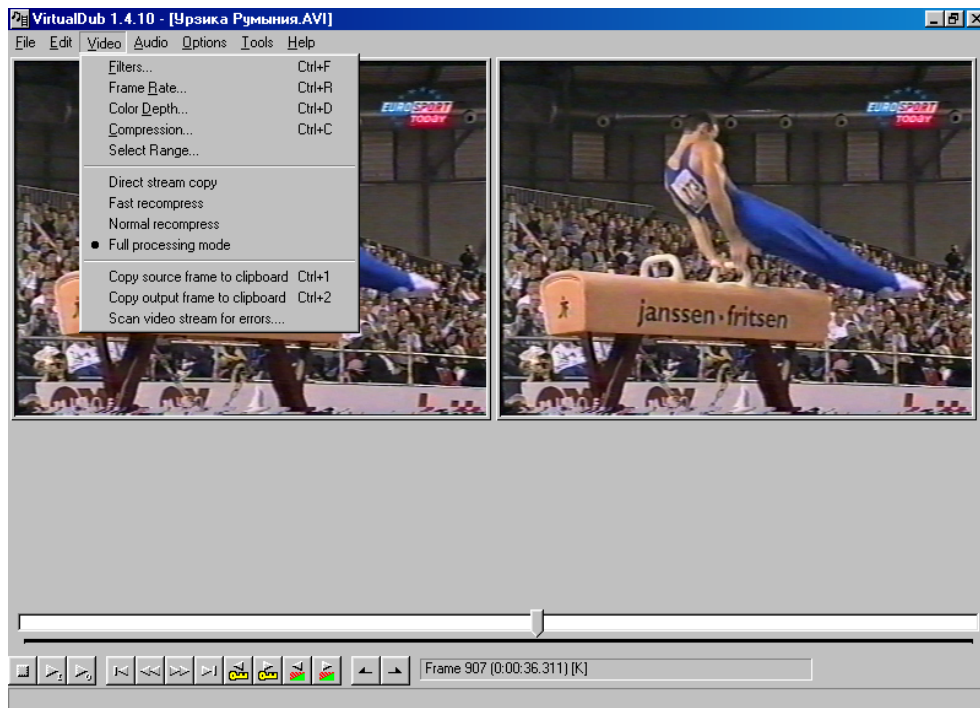 VirtualDub 1.4.10 - [Урзика Румыния.AVI]
File Edit Video Audio Options Tools Help
Filters... Ctrl+F
Frame Rate... Ctrl+R
Color Depth... Ctrl+D
Compression... Ctrl+C
Select Range...
Direct stream copy
Fast recompress
Normal recompress
Full processing mode
Copy source frame to clipboard Ctrl+1
Copy output frame to clipboard Ctrl+2
Scan video stream for errors....
EUROSPORT
TODAY
EUROSPORT
TODAY
janssen·fritsen
Frame 907 (0:00:36.311) [K]